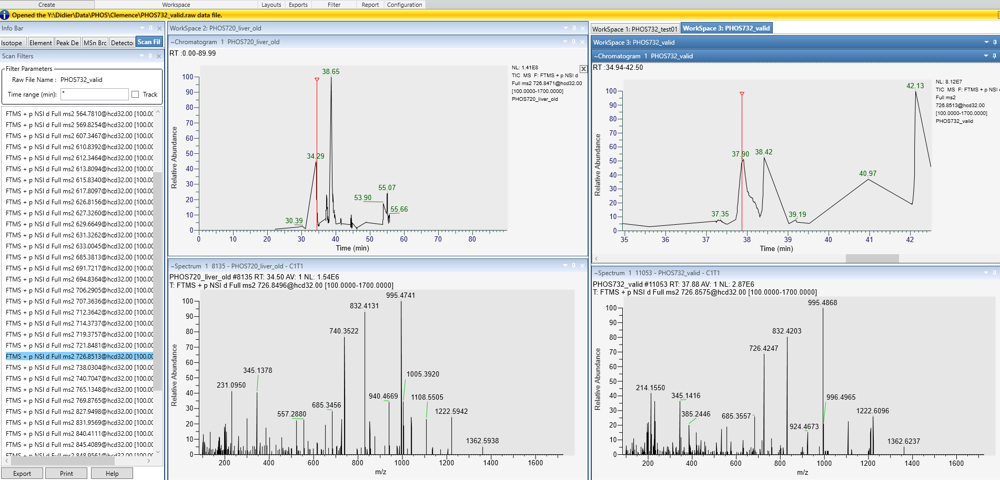 Create Workspace Layouts Exports Filter Report Configuration
Opened the Y:\Didier\Data\PHOS\Clemence\PHOS732_valid.raw data file.
Info Bar
Isotope Element Peak De MSn Brc Detecto Scan Fil
Scan Filters
Filter Parameters
Raw File Name : PHOS732_valid
Time range (min): * Track
FTMS + p NSI d Full ms2 564.7810@hcd32.00 [100.00
FTMS + p NSI d Full ms2 569.8254@hcd32.00 [100.00
FTMS + p NSI d Full ms2 607.3467@hcd32.00 [100.00
FTMS + p NSI d Full ms2 610.8392@hcd32.00 [100.00
FTMS + p NSI d Full ms2 612.3464@hcd32.00 [100.00
FTMS + p NSI d Full ms2 613.8094@hcd32.00 [100.00
FTMS + p NSI d Full ms2 615.8340@hcd32.00 [100.00
FTMS + p NSI d Full ms2 617.8097@hcd32.00 [100.00
FTMS + p NSI d Full ms2 626.8156@hcd32.00 [100.00
FTMS + p NSI d Full ms2 627.3260@hcd32.00 [100.00
FTMS + p NSI d Full ms2 629.6649@hcd32.00 [100.00
FTMS + p NSI d Full ms2 631.3262@hcd32.00 [100.00
FTMS + p NSI d Full ms2 633.0045@hcd32.00 [100.00
FTMS + p NSI d Full ms2 685.3813@hcd32.00 [100.00
FTMS + p NSI d Full ms2 691.7217@hcd32.00 [100.00
FTMS + p NSI d Full ms2 694.8364@hcd32.00 [100.00
FTMS + p NSI d Full ms2 706.2905@hcd32.00 [100.00
FTMS + p NSI d Full ms2 707.3636@hcd32.00 [100.00
FTMS + p NSI d Full ms2 712.3642@hcd32.00 [100.00
FTMS + p NSI d Full ms2 714.3737@hcd32.00 [100.00
FTMS + p NSI d Full ms2 719.3757@hcd32.00 [100.00
FTMS + p NSI d Full ms2 721.8481@hcd32.00 [100.00
FTMS + p NSI d Full ms2 726.8513@hcd32.00 [100.00
FTMS + p NSI d Full ms2 738.0304@hcd32.00 [100.00
FTMS + p NSI d Full ms2 740.7047@hcd32.00 [100.00
FTMS + p NSI d Full ms2 765.1348@hcd32.00 [100.00
FTMS + p NSI d Full ms2 769.8765@hcd32.00 [100.00
FTMS + p NSI d Full ms2 827.9498@hcd32.00 [100.00
FTMS + p NSI d Full ms2 831.9569@hcd32.00 [100.00
FTMS + p NSI d Full ms2 840.4111@hcd32.00 [100.00
FTMS + p NSI d Full ms2 845.4089@hcd32.00 [100.00
FTMS + p NSI d Full ms2 848.9561@hcd32.00 [100.00
Export Print Help
WorkSpace 2: PHOS720_liver_old
~Chromatogram 1 PHOS720_liver_old
RT :0.00-89.99
NL: 1.41E8
TIC MS F: FTMS + p NSI d
Full ms2 726.8471@hcd32.00
[100.0000-1700.0000]
PHOS720_liver_old
Relative Abundance
100
90
80
70
60
50
40
30
20
10
0
38.65
34.29
55.07
53.90
55.66
30.39
0 10 20 30 40 50 60 70 80
Time (min)
~Spectrum 1 8135 - PHOS720_liver_old - C1T1
PHOS720_liver_old #8135 RT: 34.50 AV: 1 NL: 1.54E6
T: FTMS + p NSI d Full ms2 726.8496@hcd32.00 [100.0000-1700.0000]
Relative Abundance
100
90
80
70
60
50
40
30
20
10
0
995.4741
832.4131
740.3522
345.1378
1005.3920
231.0950
940.4669
1108.5505
685.3456
557.2880
1222.5942
1362.5938
200 400 600 800 1000 1200 1400 1600
m/z
WorkSpace 1: PHOS732_test01 WorkSpace 3: PHOS732_valid
WorkSpace 3: PHOS732_valid
~Chromatogram 1 PHOS732_valid
RT :34.94-42.50
NL: 8.12E7
TIC MS F: FTMS + p NSI d
Full ms2
726.8513@hcd32.00
[100.0000-1700.0000]
PHOS732_valid
Relative Abundance
100
90
80
70
60
50
40
30
20
10
0
42.13
37.90
38.42
40.97
37.35
39.19
35 36 37 38 39 40 41 42
Time (min)
~Spectrum 1 11053 - PHOS732_valid - C1T1
PHOS732_valid #11053 RT: 37.88 AV: 1 NL: 2.87E6
T: FTMS + p NSI d Full ms2 726.8575@hcd32.00 [100.0000-1700.0000]
Relative Abundance
100
90
80
70
60
50
40
30
20
10
0
995.4868
832.4203
726.4247
214.1550
345.1416
996.4965
385.2446
685.3557
1222.6096
924.4673
1362.6237
200 400 600 800 1000 1200 1400 1600
m/z